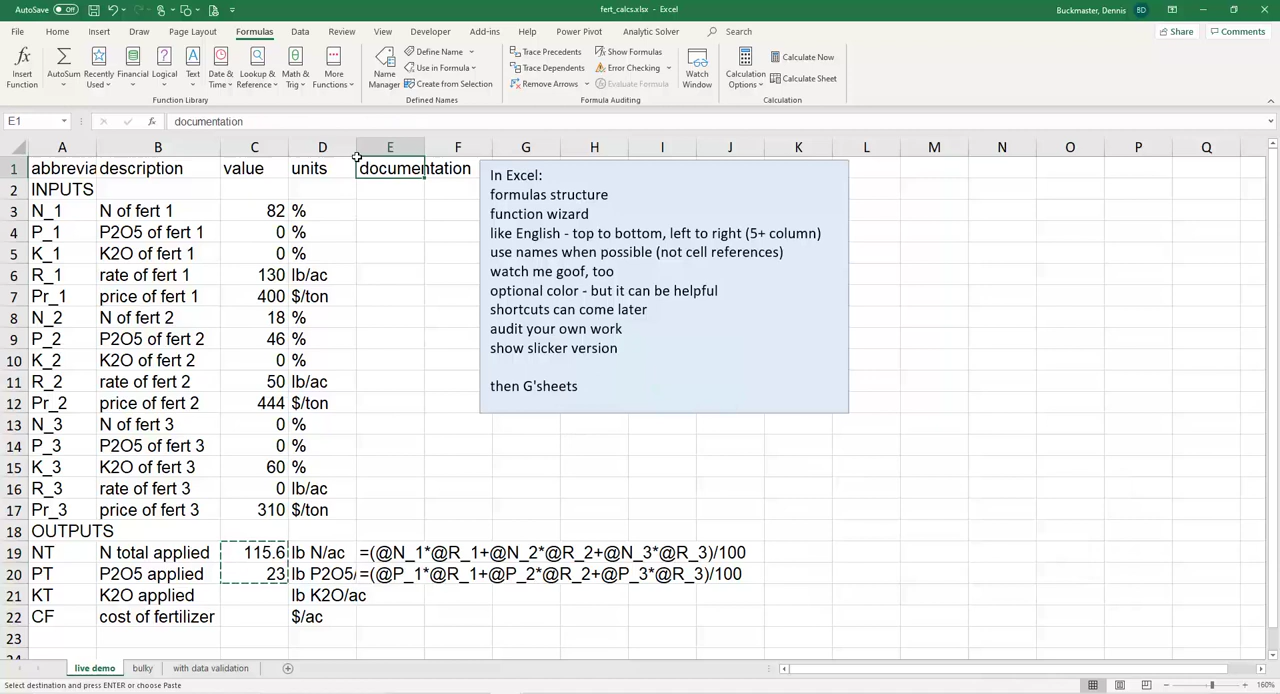 AutoSave Off
fert_calcs.xlsx - Excel
Buckmaster, Dennis BD
File Home Insert Draw Page Layout Formulas Data Review View Developer Add-ins Help Power Pivot Analytic Solver Search Share Comments
fx Insert Function
AutoSum
Recently Used
Financial
Logical
Text
Date & Time
Lookup & Reference
Math & Trig
More Functions
Function Library
Name Manager
Define Name
Use in Formula
Create from Selection
Defined Names
Trace Precedents
Trace Dependents
Remove Arrows
Show Formulas
Error Checking
Evaluate Formula
Formula Auditing
Watch Window
Calculation Options
Calculate Now
Calculate Sheet
Calculation
E1 fx documentation
A B C D E F G H I J K L M N O P Q
1 abbrevia description value units documentation
2 INPUTS
3 N_1 N of fert 1 82 %
4 P_1 P2O5 of fert 1 0 %
5 K_1 K2O of fert 1 0 %
6 R_1 rate of fert 1 130 lb/ac
7 Pr_1 price of fert 1 400 $/ton
8 N_2 N of fert 2 18 %
9 P_2 P2O5 of fert 2 46 %
10 K_2 K2O of fert 2 0 %
11 R_2 rate of fert 2 50 lb/ac
12 Pr_2 price of fert 2 444 $/ton
13 N_3 N of fert 3 0 %
14 P_3 P2O5 of fert 3 0 %
15 K_3 K2O of fert 3 60 %
16 R_3 rate of fert 3 0 lb/ac
17 Pr_3 price of fert 3 310 $/ton
18 OUTPUTS
19 NT N total applied 115.6 lb N/ac =(@N_1*@R_1+@N_2*@R_2+@N_3*@R_3)/100
20 PT P2O5 applied 23 lb P2O5/ =(@P_1*@R_1+@P_2*@R_2+@P_3*@R_3)/100
21 KT K2O applied lb K2O/ac
22 CF cost of fertilizer $/ac
23
In Excel:
formulas structure
function wizard
like English - top to bottom, left to right (5+ column)
use names when possible (not cell references)
watch me goof, too
optional color - but it can be helpful
shortcuts can come later
audit your own work
show slicker version
then G'sheets
live demo bulky with data validation
Select destination and press ENTER or choose Paste
160%